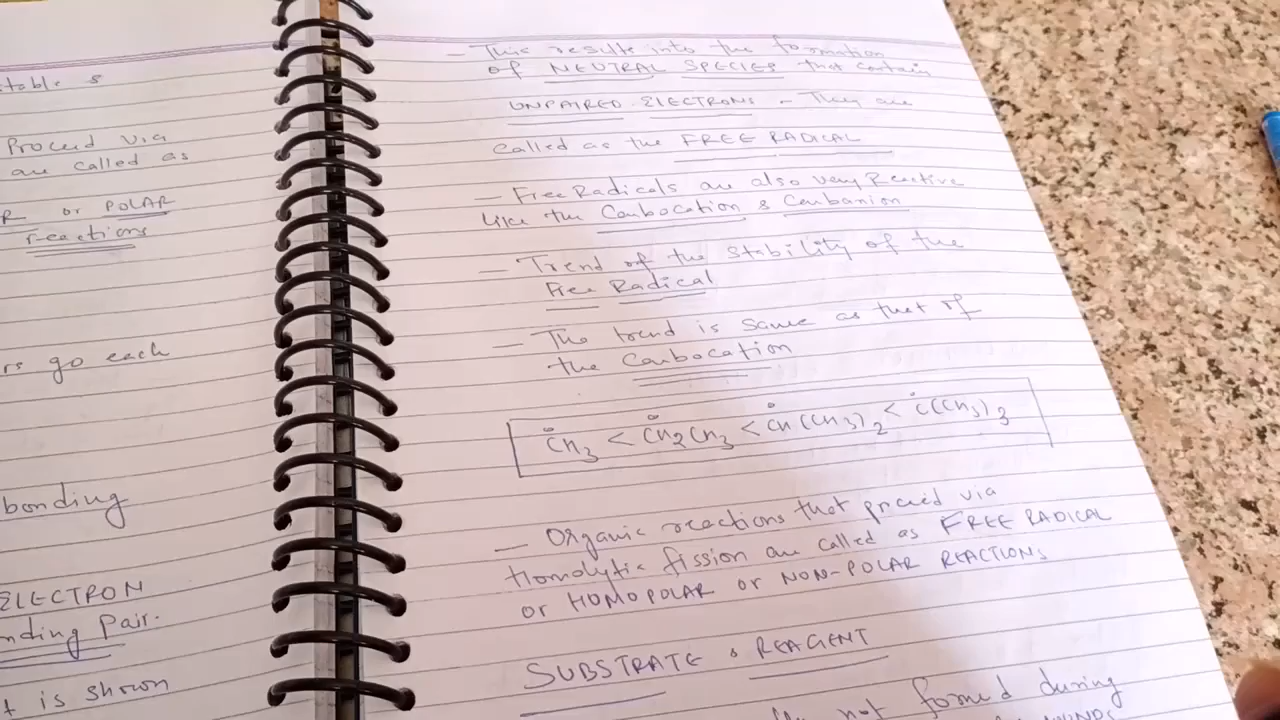 stable s
Proceed via
are called as
R or POLAR
reactions
rs go each
bonding
ELECTRON
nding Pair.
t is shown
— This results into the formation
of NEUTRAL SPECIES that contain
UNPAIRED ELECTRONS - They are
called as the FREE RADICAL
— Free Radicals are also very Reactive
like the Carbocation & Carbanion
— Trend of the Stability of the
Free Radical
— The trend is same as that of
the Carbocation
ĊH₃ < ĊH₂CH₃ < ĊH(CH₃)₂ < Ċ(CH₃)₃
— Organic reactions that proceed via
Homolytic fission are called as FREE RADICAL
or HOMOPOLAR or NON-POLAR REACTIONS
SUBSTRATE & REAGENT
not formed during